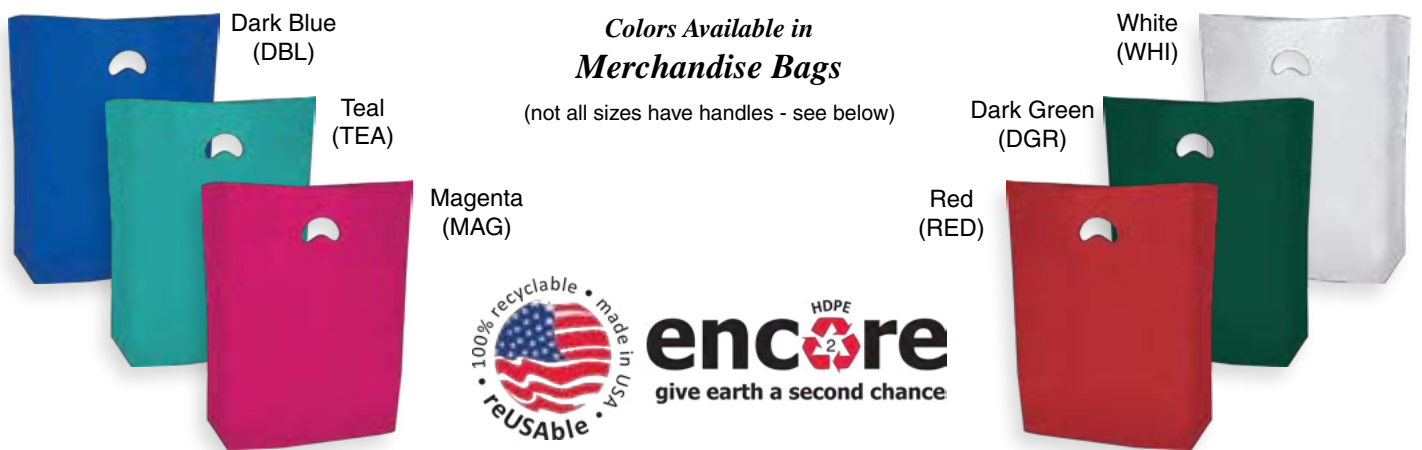 Dark Blue
(DBL)
Teal
(TEA)
Magenta
(MAG)
Colors Available in
Merchandise Bags
(not all sizes have handles - see below)
White
(WHI)
Dark Green
(DGR)
Red
(RED)
100% recyclable • made in USA • reUSAble •
HDPE
2
encore
give earth a second chance